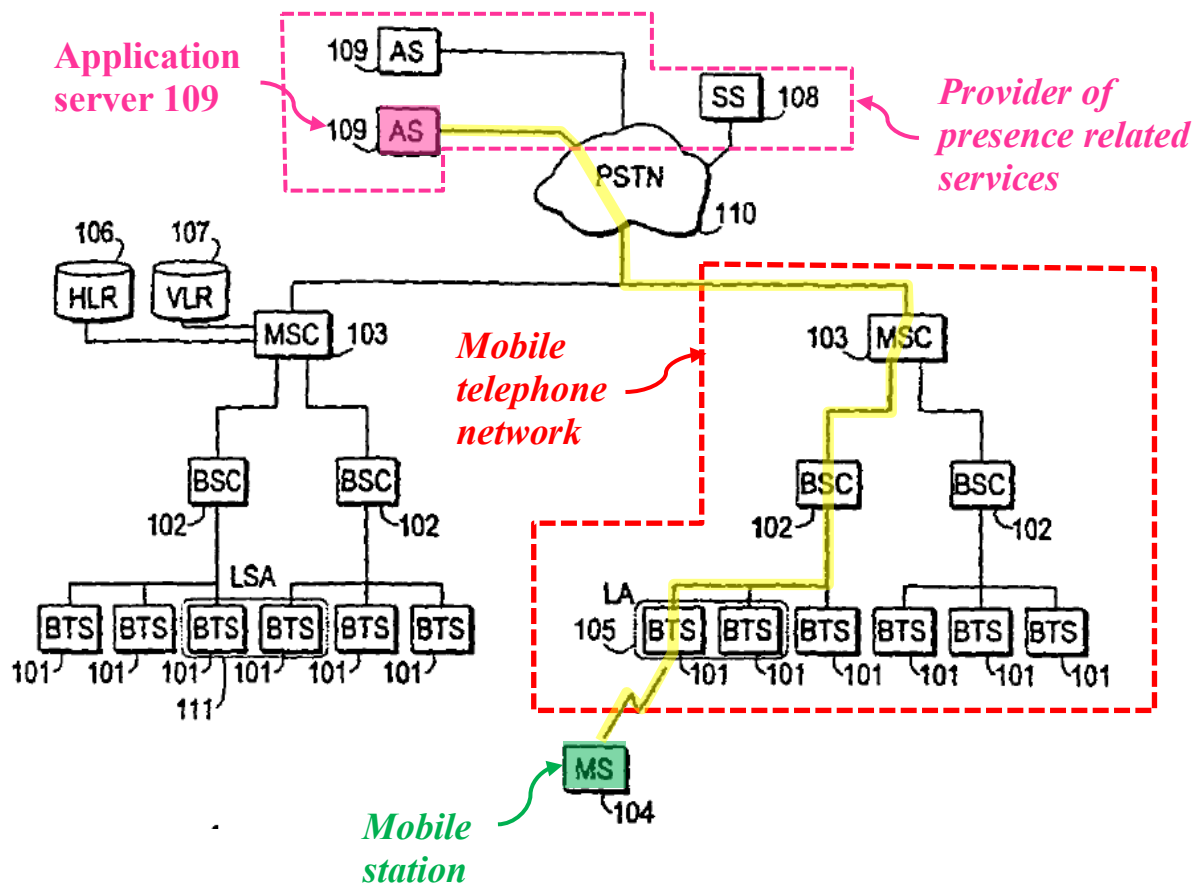 Application
server 109
109
AS
109
AS
SS
108
Provider of
presence related
services
PSTN
110
106
107
HLR
VLR
MSC
103
Mobile
telephone
network
103
MSC
BSC
102
BSC
102
BSC
102
BSC
102
LSA
LA
105
BTS BTS BTS BTS BTS BTS
BTS BTS BTS BTS BTS BTS
101 101 101 101 101 101
101 101 101 101 101 101
111
MS
104
Mobile
station